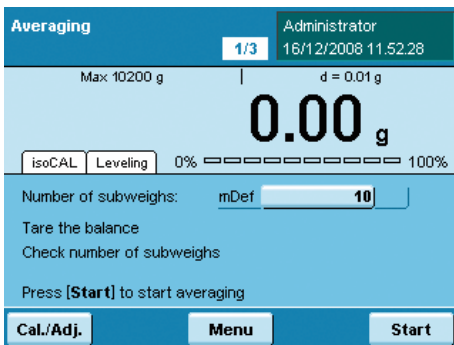 Averaging
1/3
Administrator
16/12/2008 11.52.28
Max 10200 g
d = 0.01 g
0.00 g
isoCAL Leveling 0% 100%
Number of subweighs: mDef 10
Tare the balance
Check number of subweighs
Press [Start] to start averaging
Cal./Adj. Menu Start